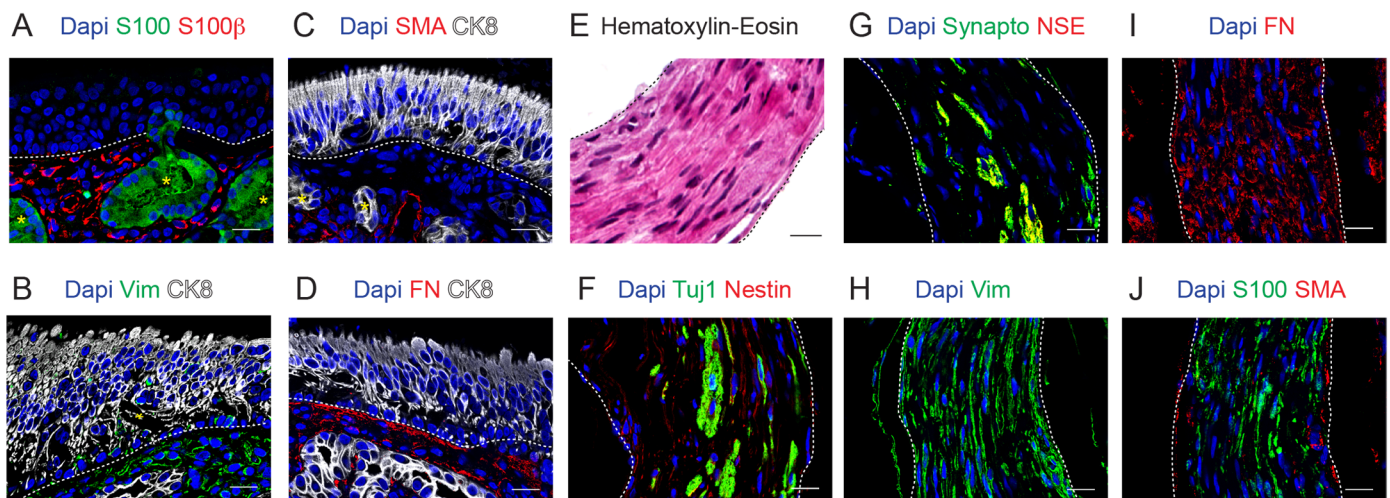 A Dapi S100 S100β
C Dapi SMA CK8
E Hematoxylin-Eosin
G Dapi Synapto NSE
I Dapi FN
B Dapi Vim CK8
D Dapi FN CK8
F Dapi Tuj1 Nestin
H Dapi Vim
J Dapi S100 SMA